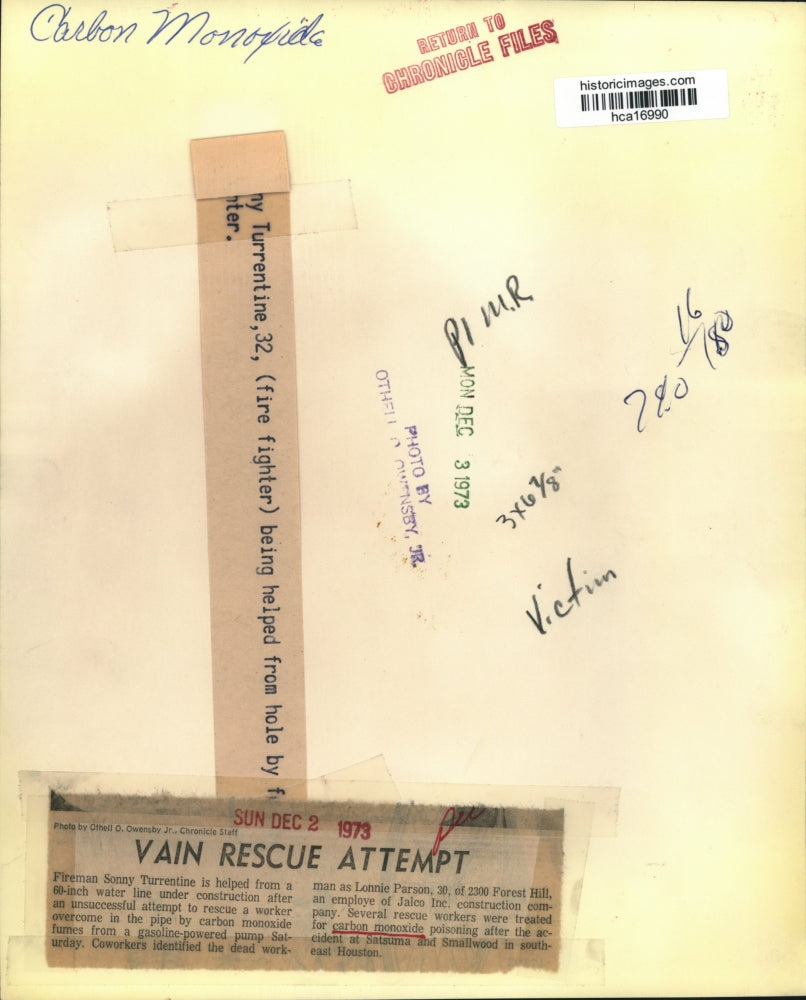 Carbon Monoxide
RETURN TO
CHRONICLE FILES
historicimages.com
hca16990
ny Turrentine,32, (fire fighter) being helped from hole by f
hter.
P1 M.R.
MON DEC 3 1973
PHOTO BY
OTHELL O OWENSBY, JR.
3x6 7/8"
Victim
16
740
SUN DEC 2 1973
Photo by Othell O. Owensby Jr., Chronicle Staff
VAIN RESCUE ATTEMPT
Fireman Sonny Turrentine is helped from a
60-inch water line under construction after
an unsuccessful attempt to rescue a worker
overcome in the pipe by carbon monoxide
fumes from a gasoline-powered pump Sat-
urday. Coworkers identified the dead work-
man as Lonnie Parson, 30, of 2300 Forest Hill,
an employe of Jalco Inc. construction com-
pany. Several rescue workers were treated
for carbon monoxide poisoning after the ac-
cident at Satsuma and Smallwood in south-
east Houston.